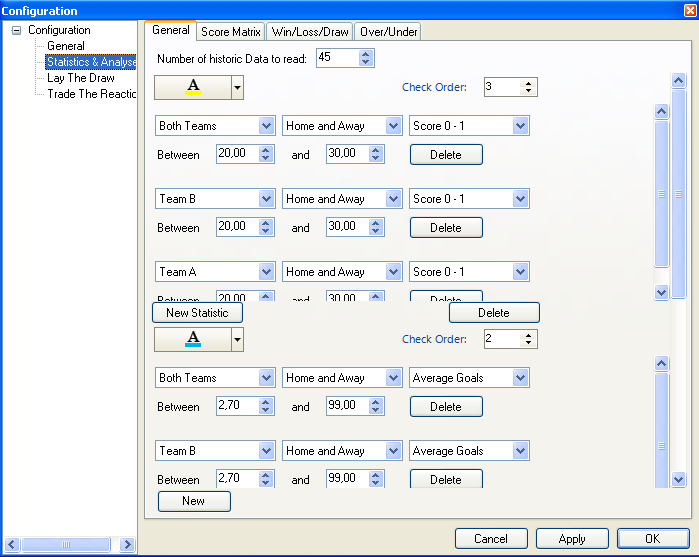 Configuration
Configuration
General
Statistics & Analyse
Lay The Draw
Trade The Reactic
General Score Matrix Win/Loss/Draw Over/Under
Number of historic Data to read: 45
A Check Order: 3
Both Teams Home and Away Score 0 - 1
Between 20,00 and 30,00 Delete
Team B Home and Away Score 0 - 1
Between 20,00 and 30,00 Delete
Team A Home and Away Score 0 - 1
Between 20,00 and 30,00 Delete
New Statistic Delete
A Check Order: 2
Both Teams Home and Away Average Goals
Between 2,70 and 99,00 Delete
Team B Home and Away Average Goals
Between 2,70 and 99,00 Delete
New
Cancel Apply OK